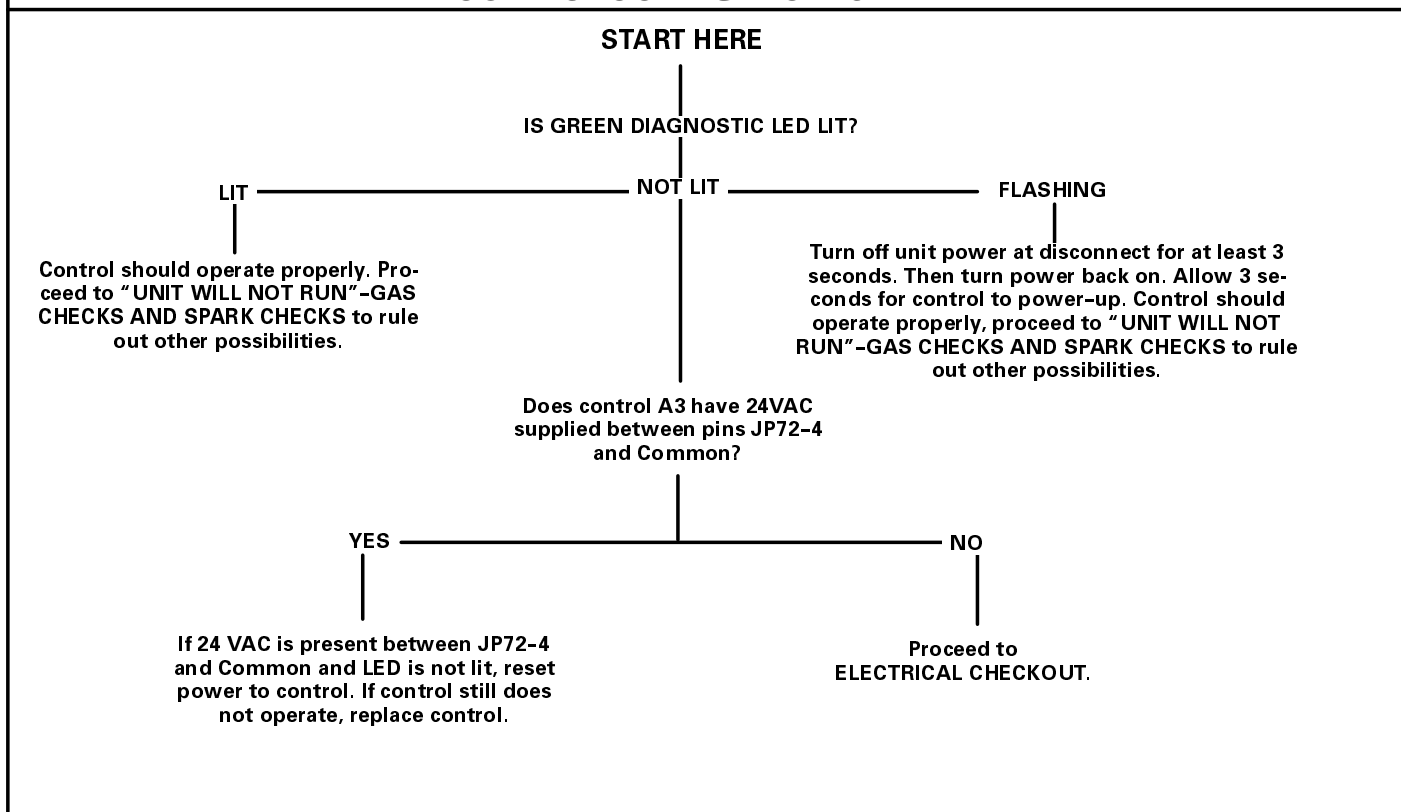 START HERE
IS GREEN DIAGNOSTIC LED LIT?
LIT
NOT LIT
FLASHING
Control should operate properly. Pro-
ceed to “UNIT WILL NOT RUN”–GAS
CHECKS AND SPARK CHECKS to rule
out other possibilities.
Turn off unit power at disconnect for at least 3
seconds. Then turn power back on. Allow 3 se-
conds for control to power–up. Control should
operate properly, proceed to “UNIT WILL NOT
RUN”–GAS CHECKS AND SPARK CHECKS to rule
out other possibilities.
Does control A3 have 24VAC
supplied between pins JP72–4
and Common?
YES
NO
If 24 VAC is present between JP72–4
and Common and LED is not lit, reset
power to control. If control still does
not operate, replace control.
Proceed to
ELECTRICAL CHECKOUT.